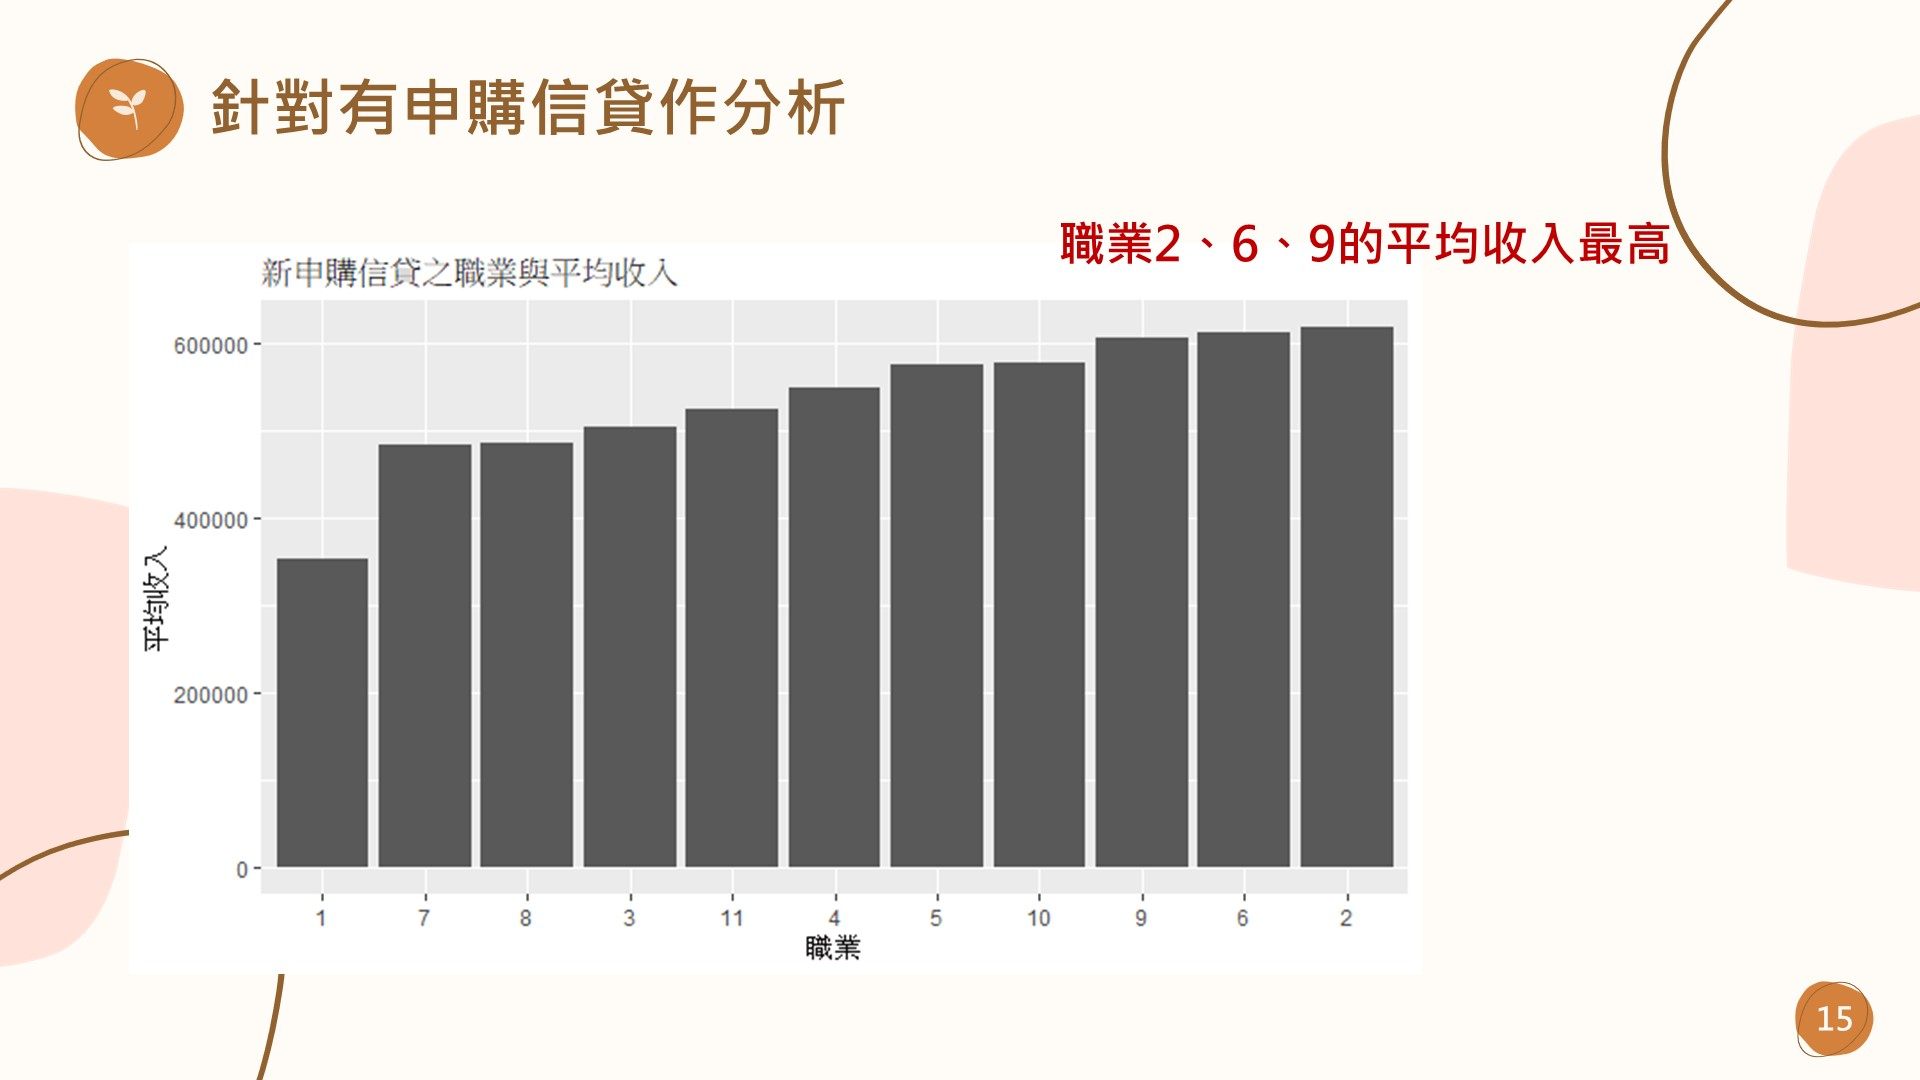 針對有申購信貸作分析
職業2、6、9的平均收入最高
新申購信貸之職業與平均收入
600000
400000
200000
0
平均收入
1 7 8 3 11 4 5 10 9 6 2
職業
15